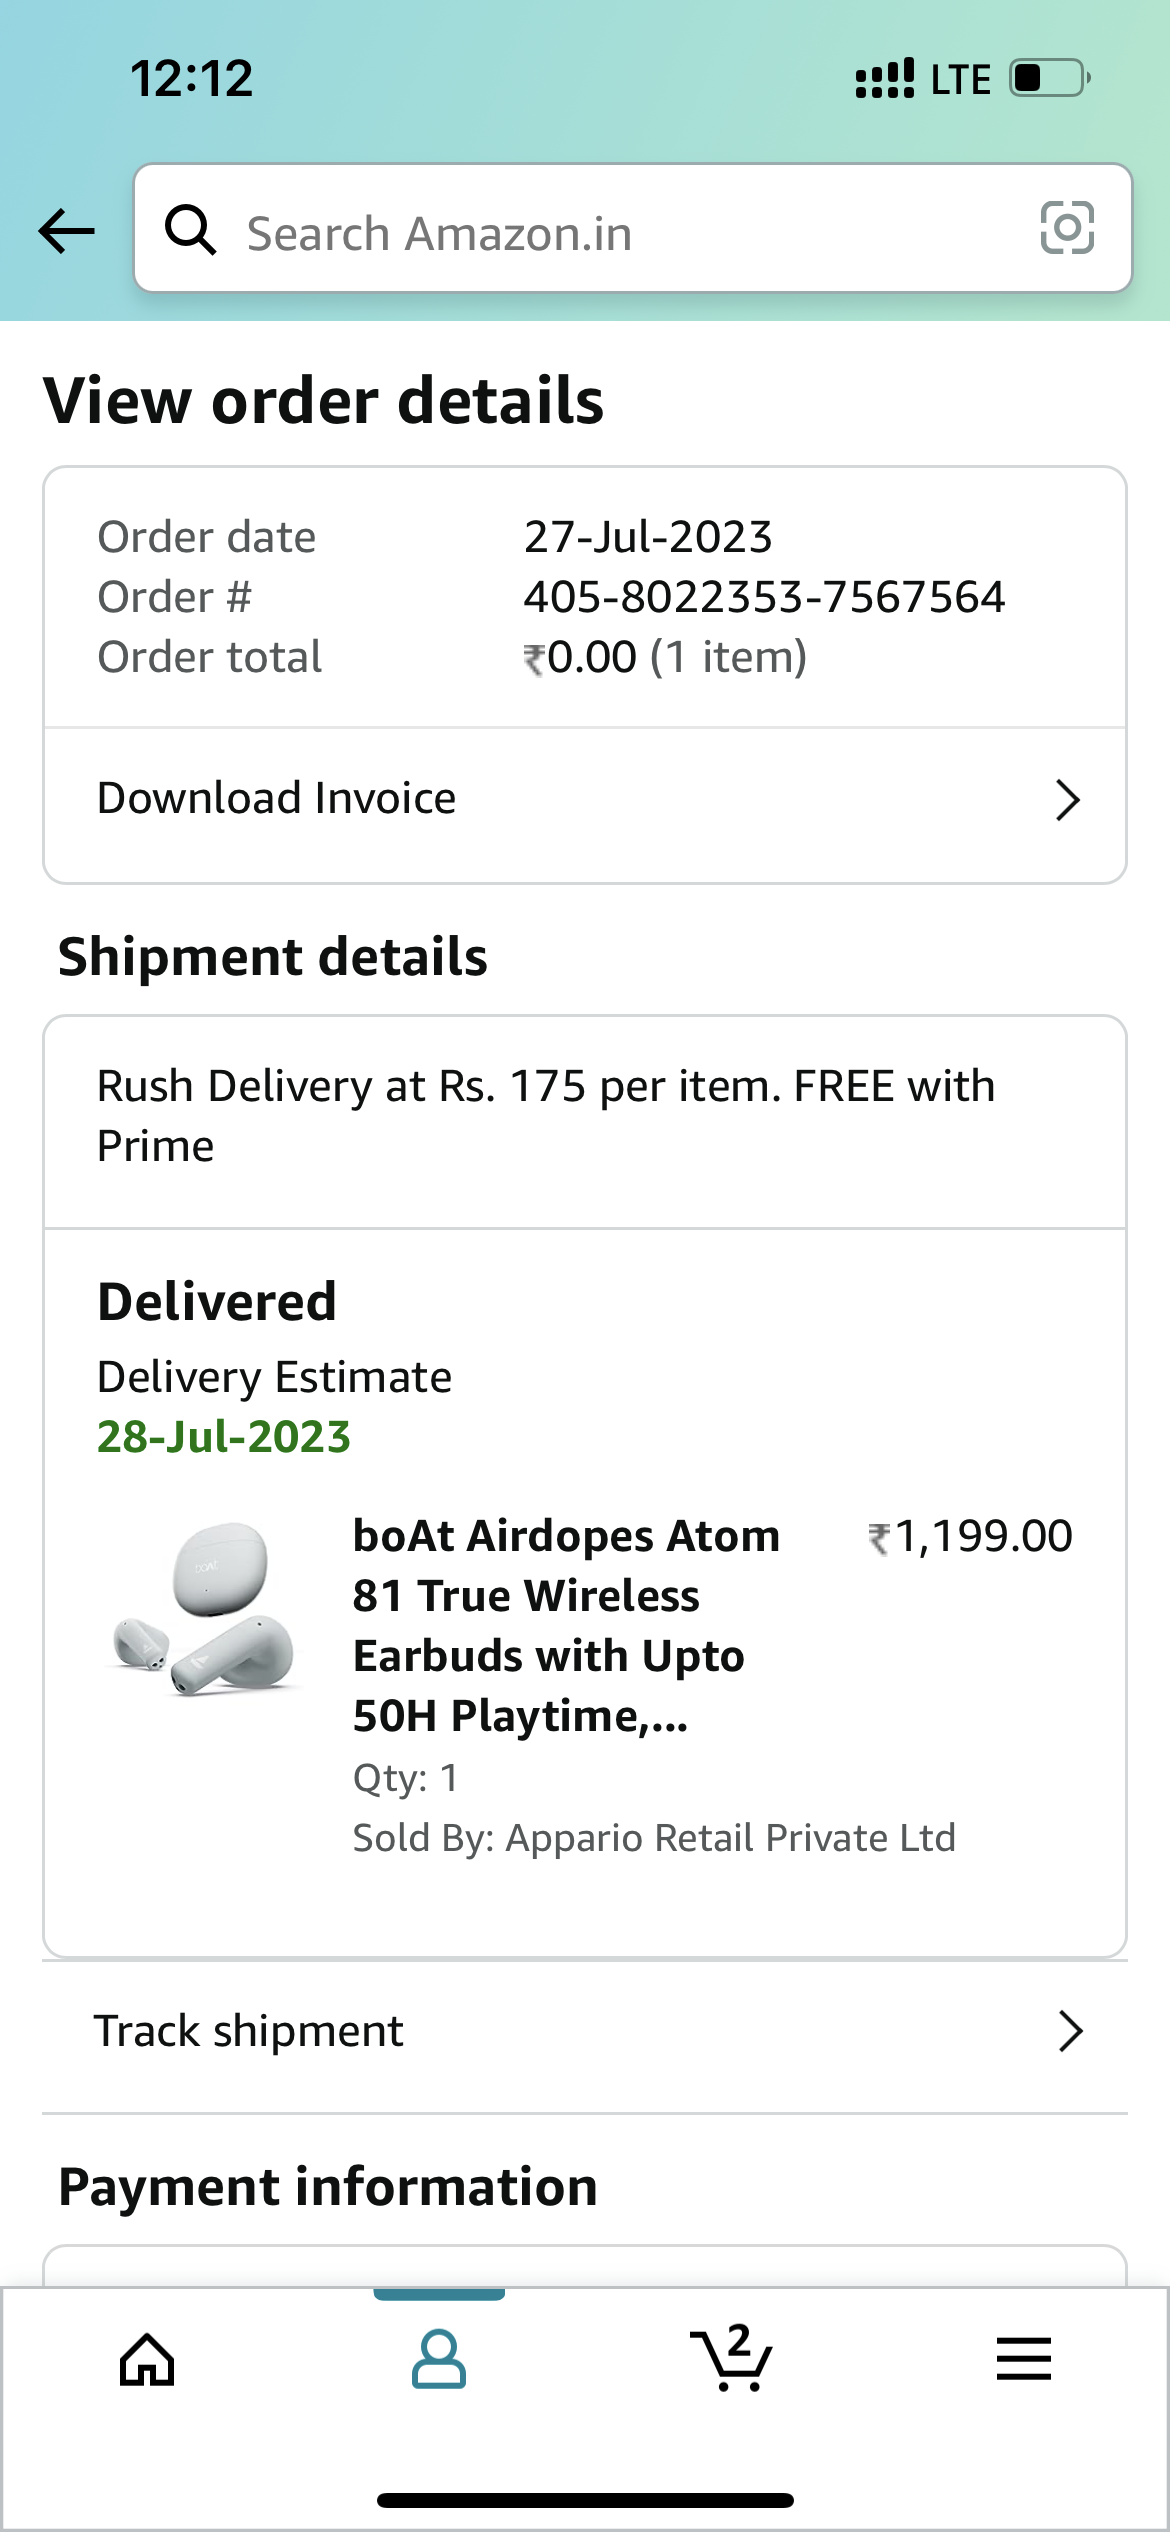 12:12
LTE
Search Amazon.in
View order details
Order date 27-Jul-2023
Order # 405-8022353-7567564
Order total ₹0.00 (1 item)
Download Invoice
Shipment details
Rush Delivery at Rs. 175 per item. FREE with
Prime
Delivered
Delivery Estimate
28-Jul-2023
boAt
boAt Airdopes Atom ₹1,199.00
81 True Wireless
Earbuds with Upto
50H Playtime,...
Qty: 1
Sold By: Appario Retail Private Ltd
Track shipment
Payment information
2